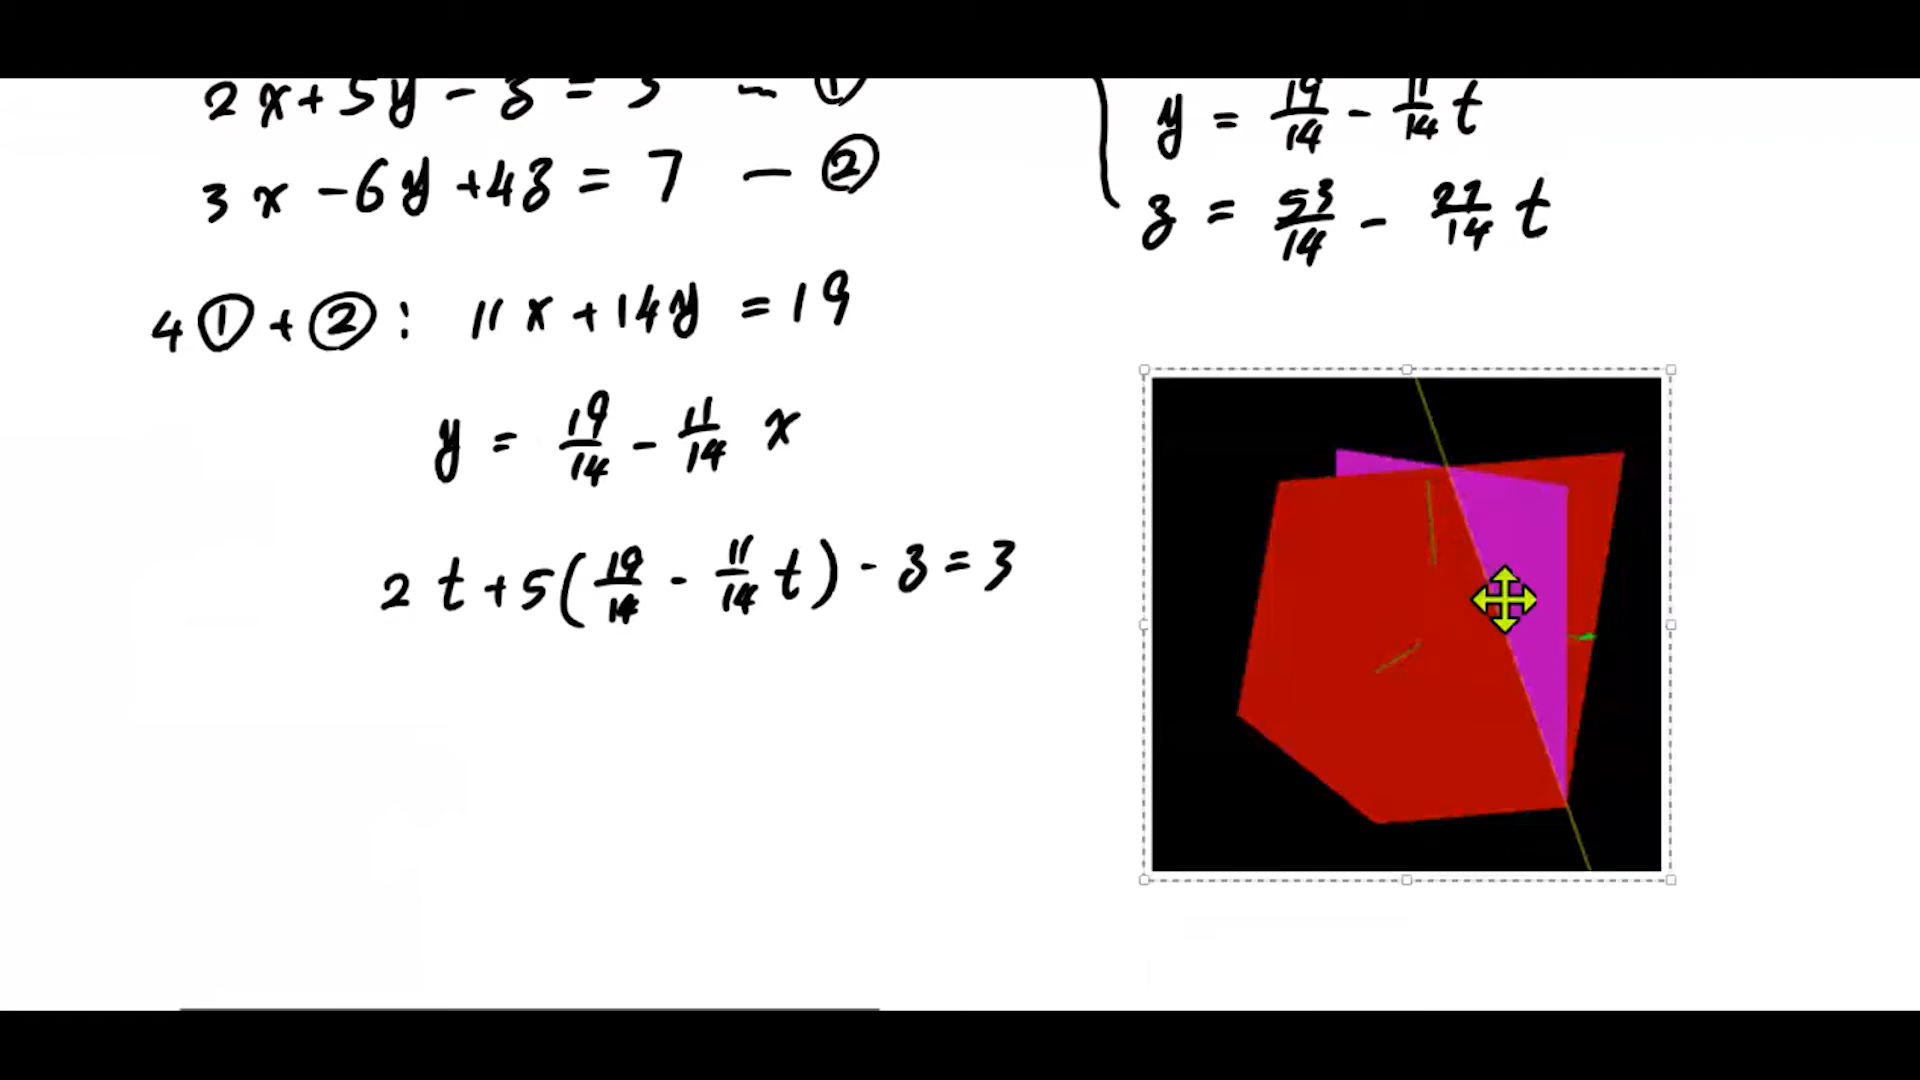 2x + 5y - z = 3 — ①
3x - 6y + 4z = 7 — ②
4① + ② : 11x + 14y = 19
y = 19/14 - 11/14 x
2t + 5(19/14 - 11/14 t) - z = 3
y = 19/14 - 11/14 t
z = 53/14 - 27/14 t